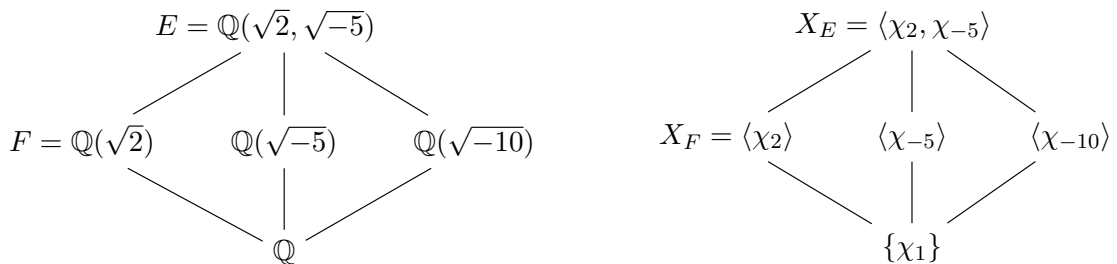 E = ℚ(√2, √−5)
X_E = ⟨χ_2, χ_{−5}⟩
F = ℚ(√2)
ℚ(√−5)
ℚ(√−10)
X_F = ⟨χ_2⟩
⟨χ_{−5}⟩
⟨χ_{−10}⟩
ℚ
{χ_1}